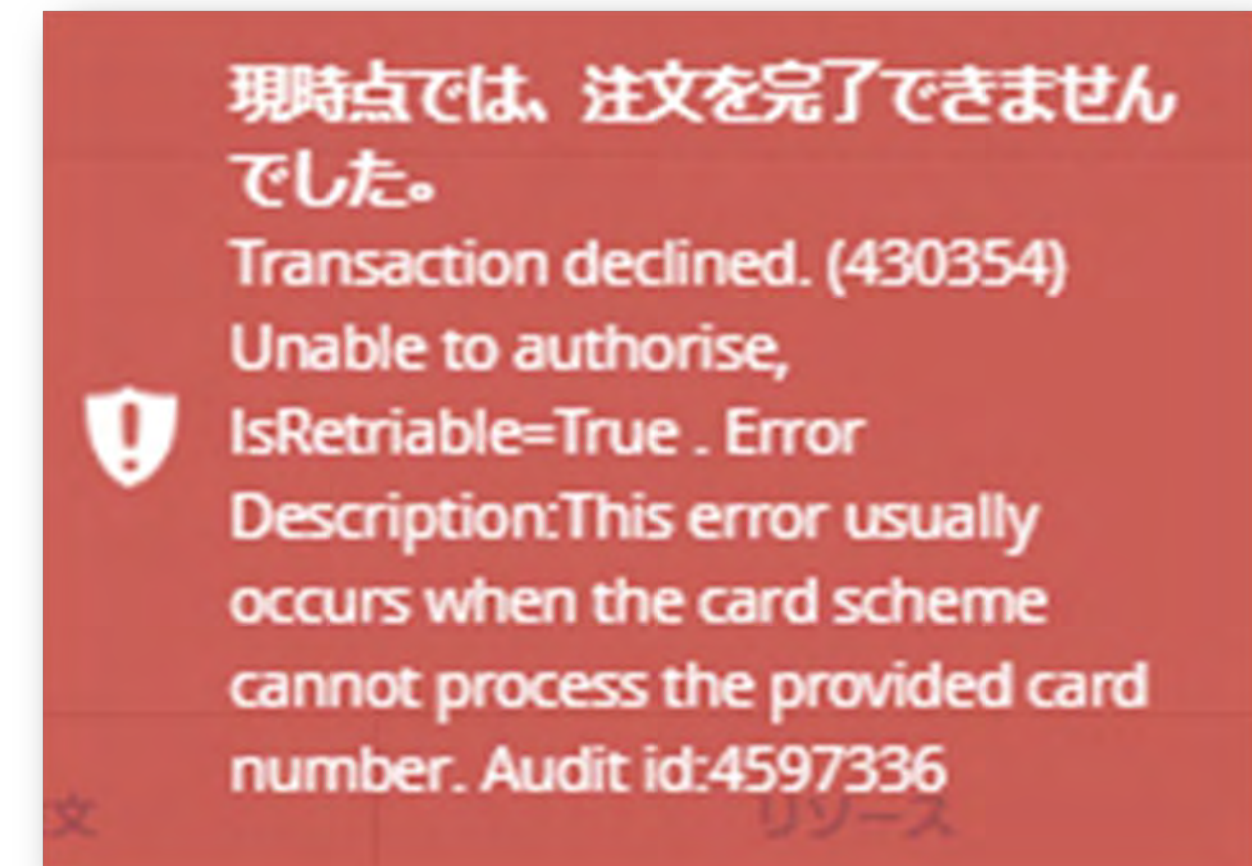 現時点では、注文を完了できません
でした。
Transaction declined. (430354)
Unable to authorise,
IsRetriable=True . Error
Description:This error usually
occurs when the card scheme
cannot process the provided card
number. Audit id:4597336
文
リソース